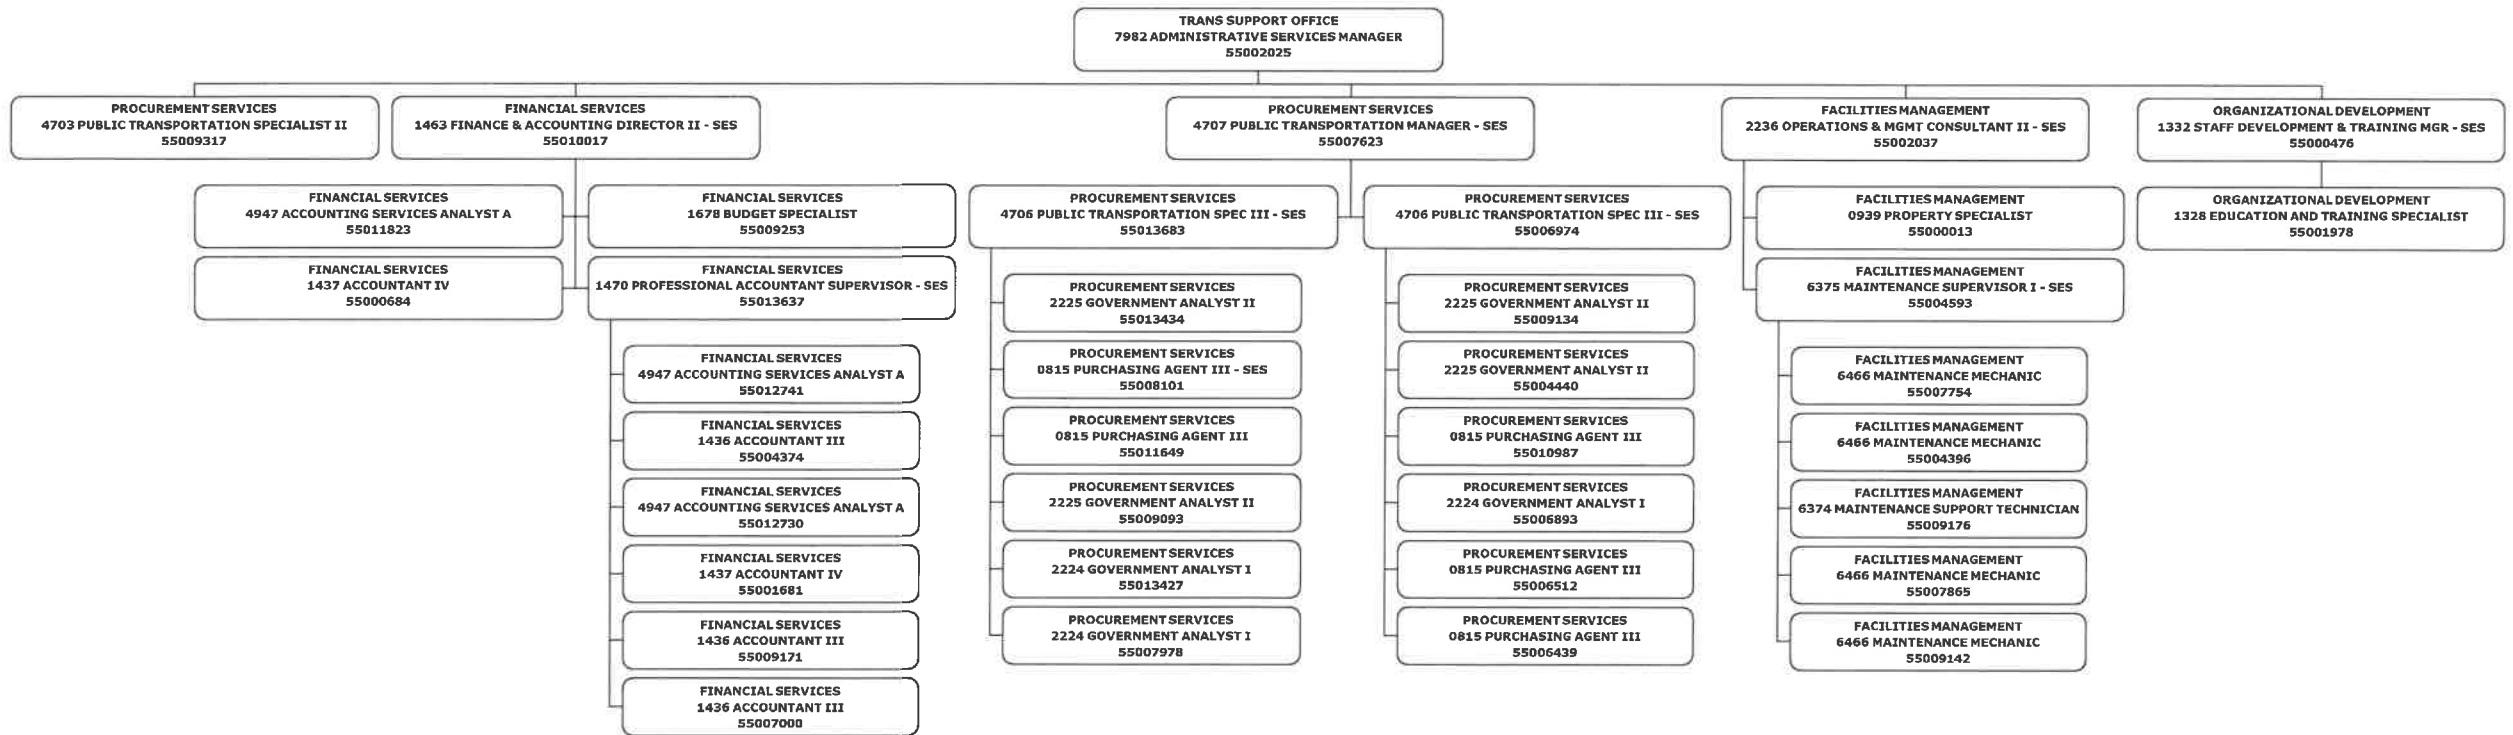 TRANS SUPPORT OFFICE
7982 ADMINISTRATIVE SERVICES MANAGER
55002025
PROCUREMENT SERVICES
4703 PUBLIC TRANSPORTATION SPECIALIST II
55009317
FINANCIAL SERVICES
1463 FINANCE & ACCOUNTING DIRECTOR II - SES
55010017
PROCUREMENT SERVICES
4707 PUBLIC TRANSPORTATION MANAGER - SES
55007623
FACILITIES MANAGEMENT
2236 OPERATIONS & MGMT CONSULTANT II - SES
55002037
ORGANIZATIONAL DEVELOPMENT
1332 STAFF DEVELOPMENT & TRAINING MGR - SES
55000476
FINANCIAL SERVICES
4947 ACCOUNTING SERVICES ANALYST A
55011823
FINANCIAL SERVICES
1678 BUDGET SPECIALIST
55009253
FINANCIAL SERVICES
1437 ACCOUNTANT IV
55000684
FINANCIAL SERVICES
1470 PROFESSIONAL ACCOUNTANT SUPERVISOR - SES
55013637
FINANCIAL SERVICES
4947 ACCOUNTING SERVICES ANALYST A
55012741
FINANCIAL SERVICES
1436 ACCOUNTANT III
55004374
FINANCIAL SERVICES
4947 ACCOUNTING SERVICES ANALYST A
55012730
FINANCIAL SERVICES
1437 ACCOUNTANT IV
55001681
FINANCIAL SERVICES
1436 ACCOUNTANT III
55009171
FINANCIAL SERVICES
1436 ACCOUNTANT III
55007000
PROCUREMENT SERVICES
4706 PUBLIC TRANSPORTATION SPEC III - SES
55013683
PROCUREMENT SERVICES
2225 GOVERNMENT ANALYST II
55013434
PROCUREMENT SERVICES
0815 PURCHASING AGENT III - SES
55008101
PROCUREMENT SERVICES
0815 PURCHASING AGENT III
55011649
PROCUREMENT SERVICES
2225 GOVERNMENT ANALYST II
55009093
PROCUREMENT SERVICES
2224 GOVERNMENT ANALYST I
55013427
PROCUREMENT SERVICES
2224 GOVERNMENT ANALYST I
55007978
PROCUREMENT SERVICES
4706 PUBLIC TRANSPORTATION SPEC III - SES
55006974
PROCUREMENT SERVICES
2225 GOVERNMENT ANALYST II
55009134
PROCUREMENT SERVICES
2225 GOVERNMENT ANALYST II
55004440
PROCUREMENT SERVICES
0815 PURCHASING AGENT III
55010987
PROCUREMENT SERVICES
2224 GOVERNMENT ANALYST I
55006893
PROCUREMENT SERVICES
0815 PURCHASING AGENT III
55006512
PROCUREMENT SERVICES
0815 PURCHASING AGENT III
55006439
FACILITIES MANAGEMENT
0939 PROPERTY SPECIALIST
55000013
FACILITIES MANAGEMENT
6375 MAINTENANCE SUPERVISOR I - SES
55004593
FACILITIES MANAGEMENT
6466 MAINTENANCE MECHANIC
55007754
FACILITIES MANAGEMENT
6466 MAINTENANCE MECHANIC
55004396
FACILITIES MANAGEMENT
6374 MAINTENANCE SUPPORT TECHNICIAN
55009176
FACILITIES MANAGEMENT
6466 MAINTENANCE MECHANIC
55007865
FACILITIES MANAGEMENT
6466 MAINTENANCE MECHANIC
55009142
ORGANIZATIONAL DEVELOPMENT
1328 EDUCATION AND TRAINING SPECIALIST
55001978